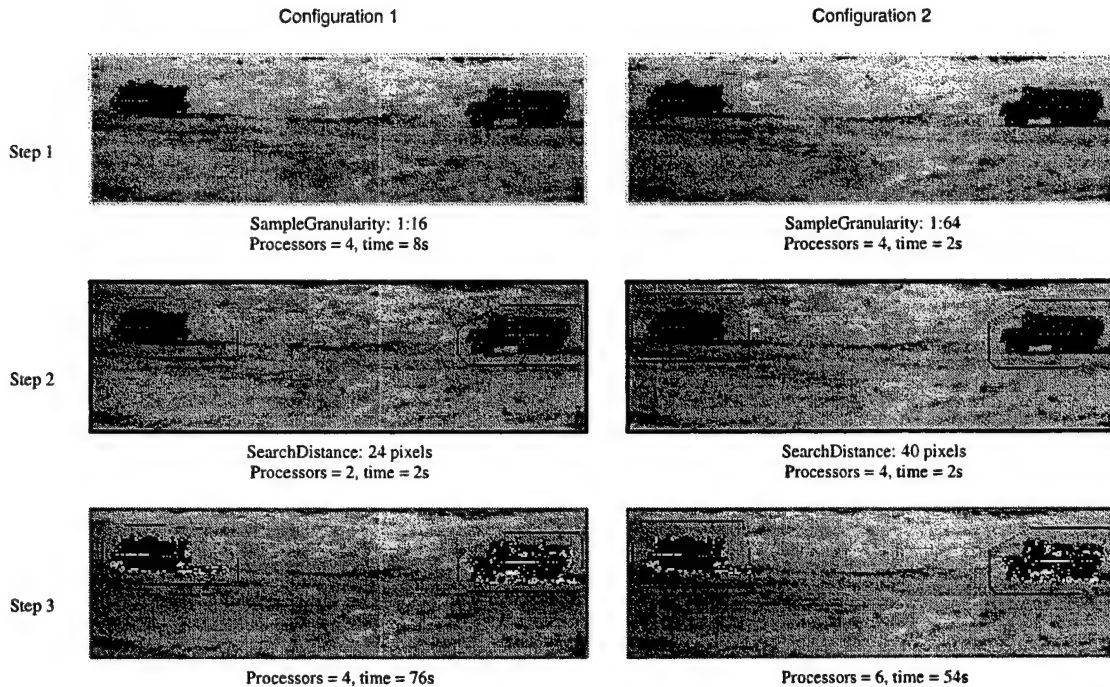 Configuration 1
Configuration 2
Step 1
SampleGranularity: 1:16
Processors = 4, time = 8s
SampleGranularity: 1:64
Processors = 4, time = 2s
Step 2
SearchDistance: 24 pixels
Processors = 2, time = 2s
SearchDistance: 40 pixels
Processors = 4, time = 2s
Step 3
Processors = 4, time = 76s
Processors = 6, time = 54s